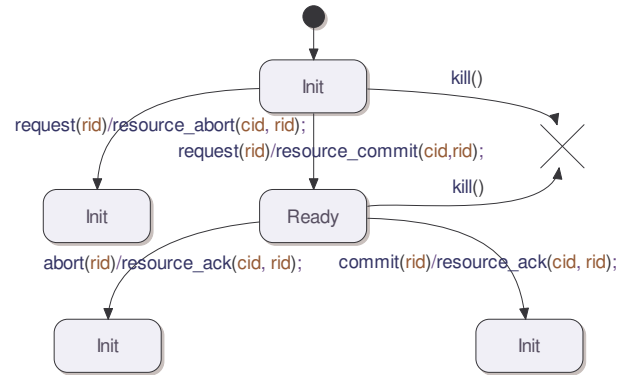 Init
kill()
request(rid)/resource_abort(cid, rid);
request(rid)/resource_commit(cid,rid);
kill()
Init
Ready
abort(rid)/resource_ack(cid, rid);
commit(rid)/resource_ack(cid, rid);
Init
Init